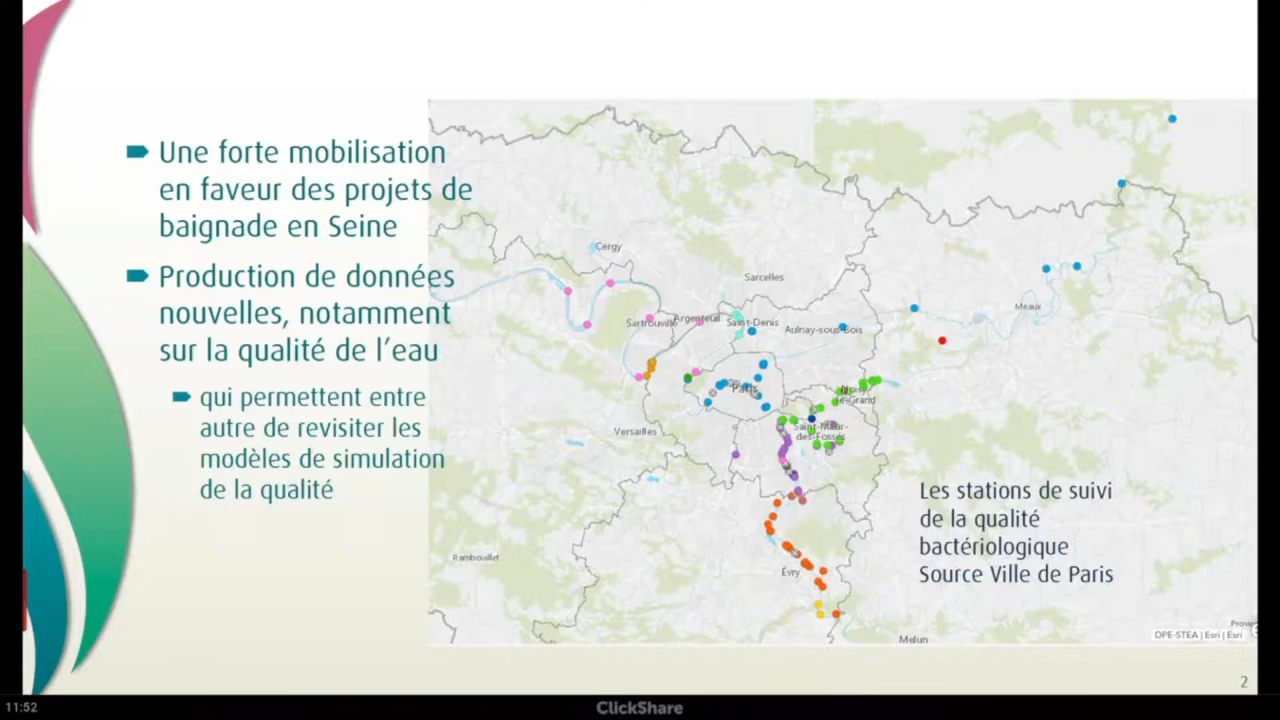 Une forte mobilisation
en faveur des projets de
baignade en Seine
Production de données
nouvelles, notamment
sur la qualité de l'eau
qui permettent entre
autre de revisiter les
modèles de simulation
de la qualité
Cergy
Sarcelles
Meaux
Sartrouville
Argenteuil
Saint-Denis
Aulnay-sous-Bois
Paris
Noisy-
le-Grand
Versailles
Saint-Maur-
des-Fossés
Rambouillet
Évry
Melun
Les stations de suivi
de la qualité
bactériologique
Source Ville de Paris
DPE-STEA | Esri | Esri
2
11:52
ClickShare